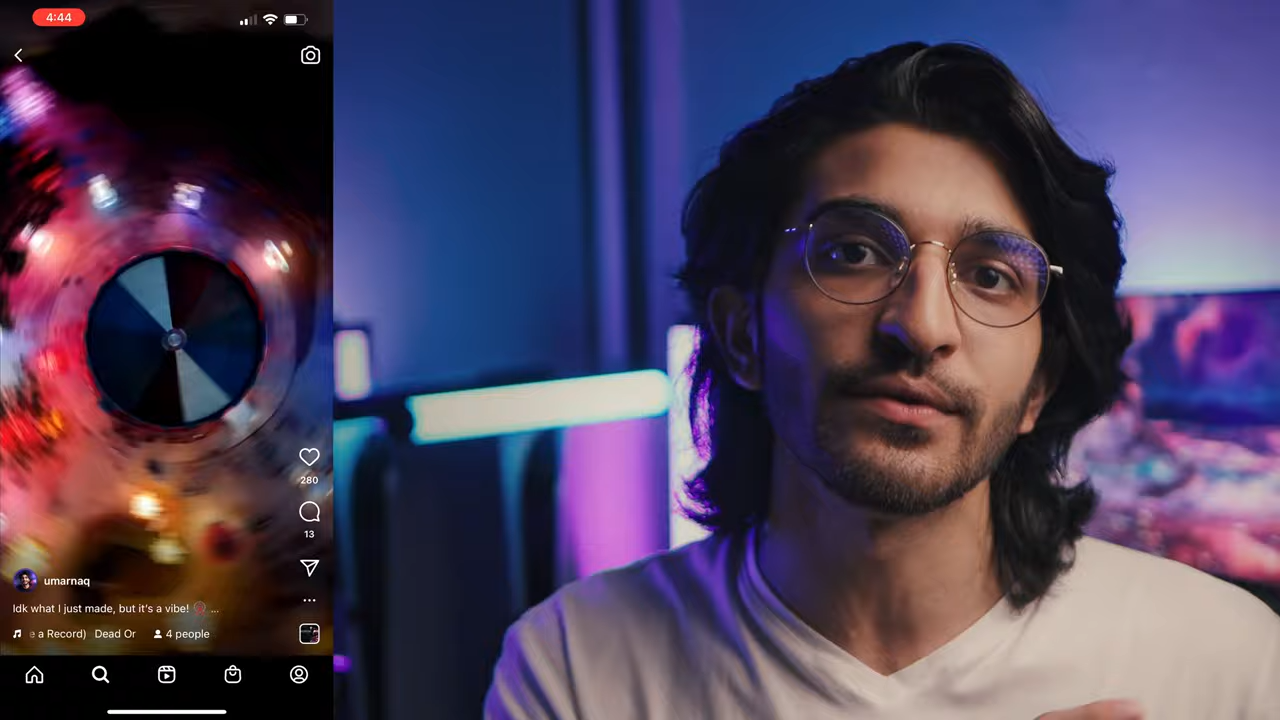 4:44
280
13
umarnaq
Idk what I just made, but it's a vibe! ...
e a Record) Dead Or 4 people